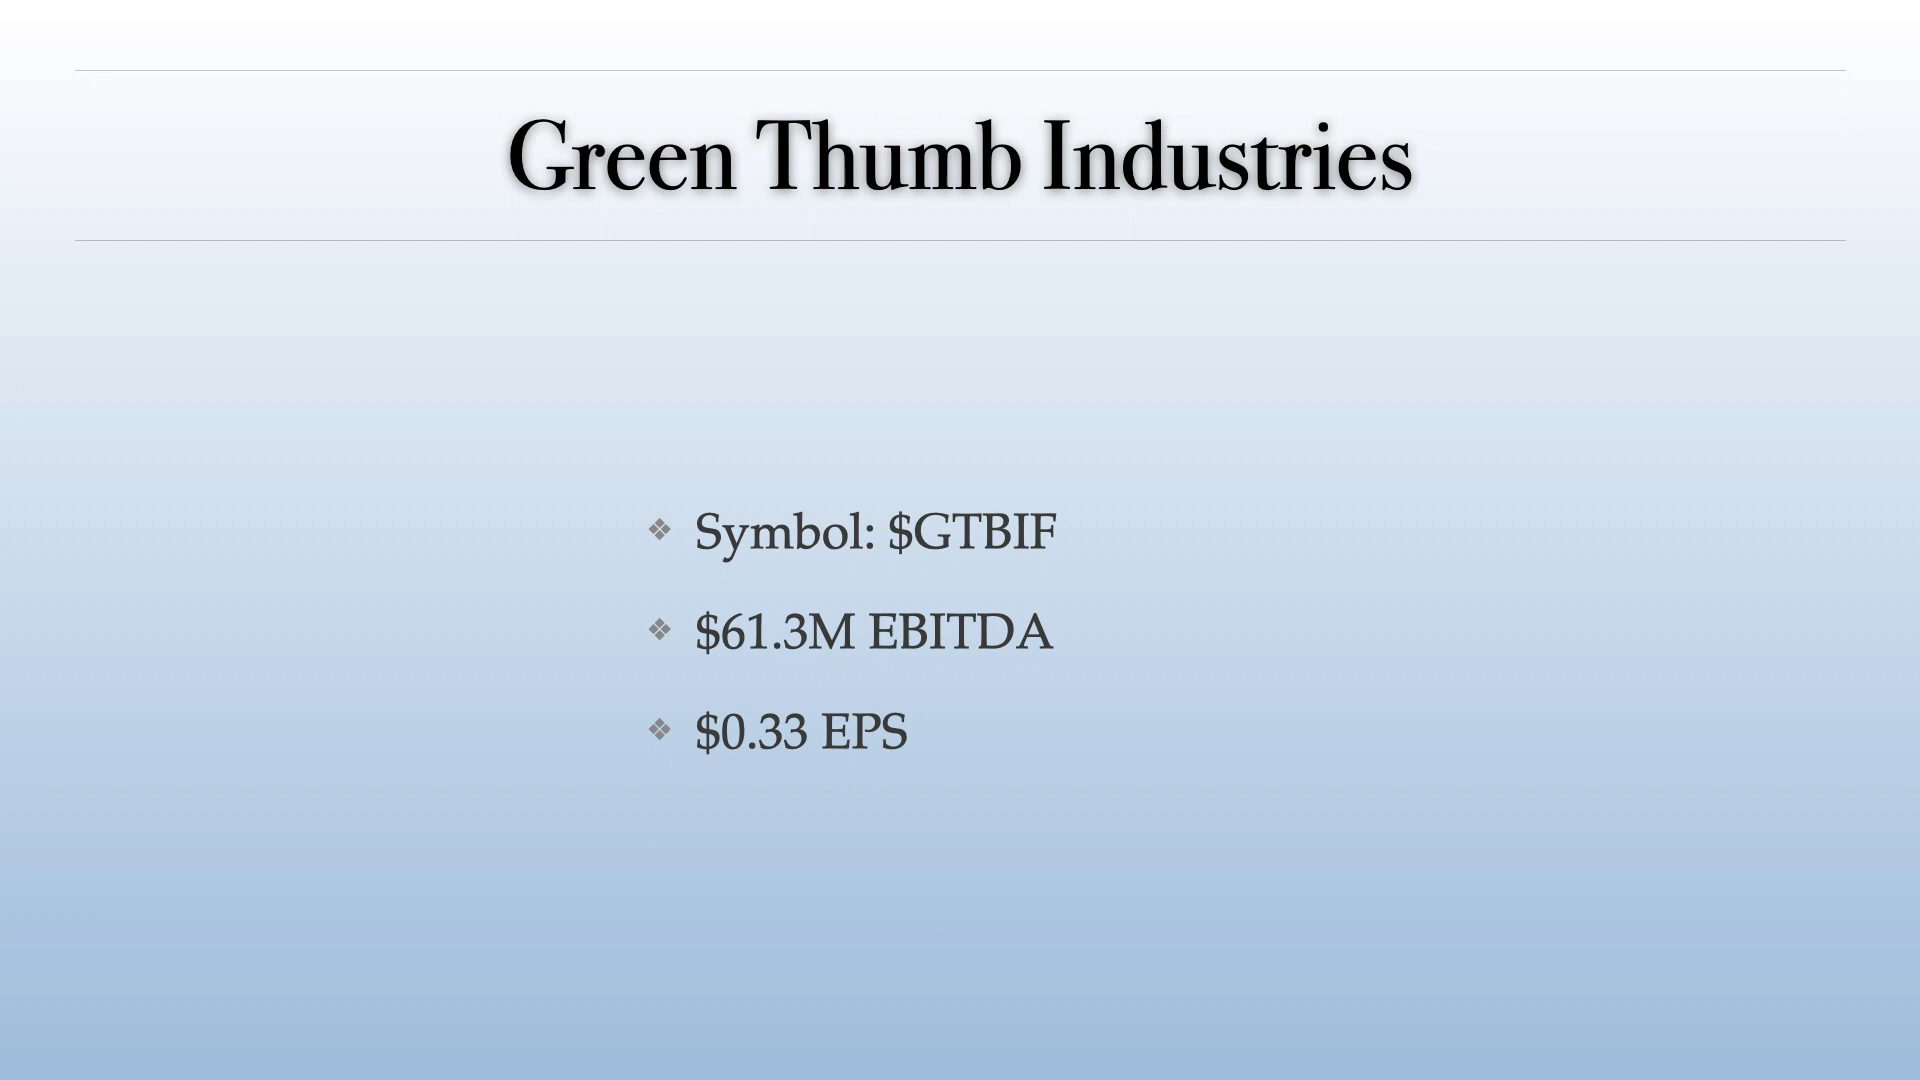 Green Thumb Industries
❖ Symbol: $GTBIF
❖ $61.3M EBITDA
❖ $0.33 EPS